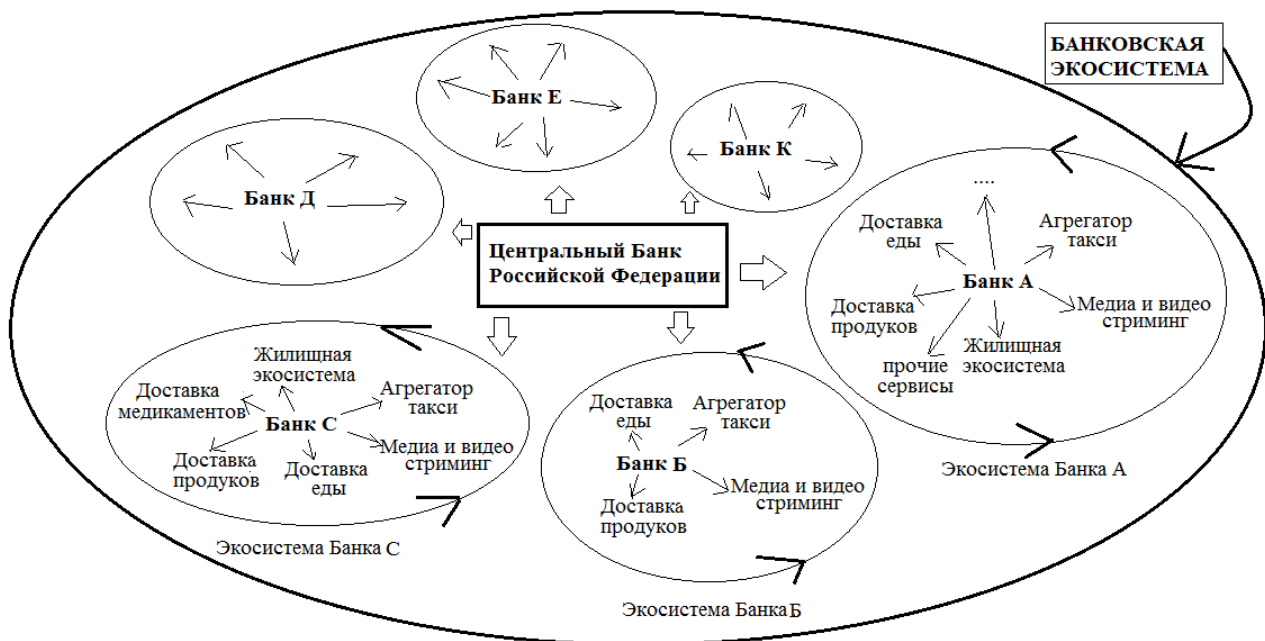 БАНКОВСКАЯ
ЭКОСИСТЕМА
Банк Е
Банк К
Банк Д
Центральный Банк
Российской Федерации
....
Доставка
еды
Агрегатор
такси
Банк А
Доставка
продуков
Медиа и видео
стриминг
прочие
сервисы
Жилищная
экосистема
Экосистема Банка А
Жилищная
экосистема
Доставка
медикаментов
Агрегатор
такси
Банк С
Доставка
продуков
Доставка
еды
Медиа и видео
стриминг
Экосистема Банка С
Доставка
еды
Агрегатор
такси
Банк Б
Доставка
продуков
Медиа и видео
стриминг
Экосистема Банка Б